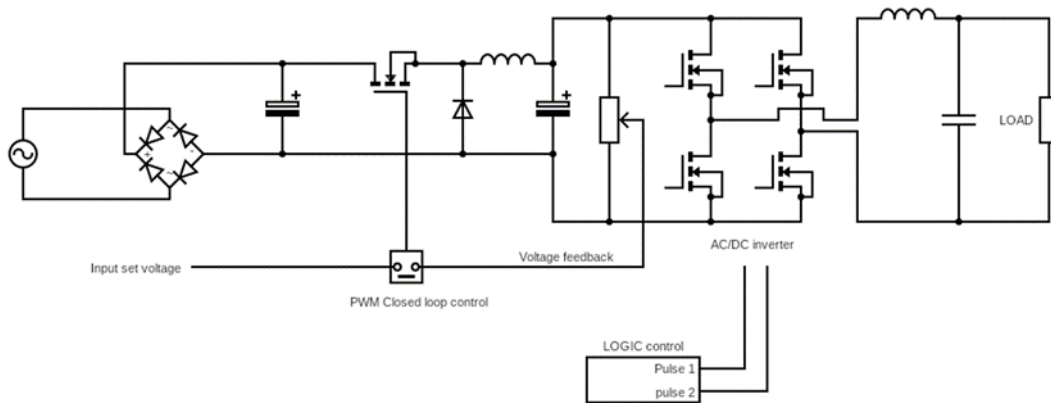 LOAD
AC/DC inverter
Voltage feedback
Input set voltage
PWM Closed loop control
LOGIC control
Pulse 1
pulse 2